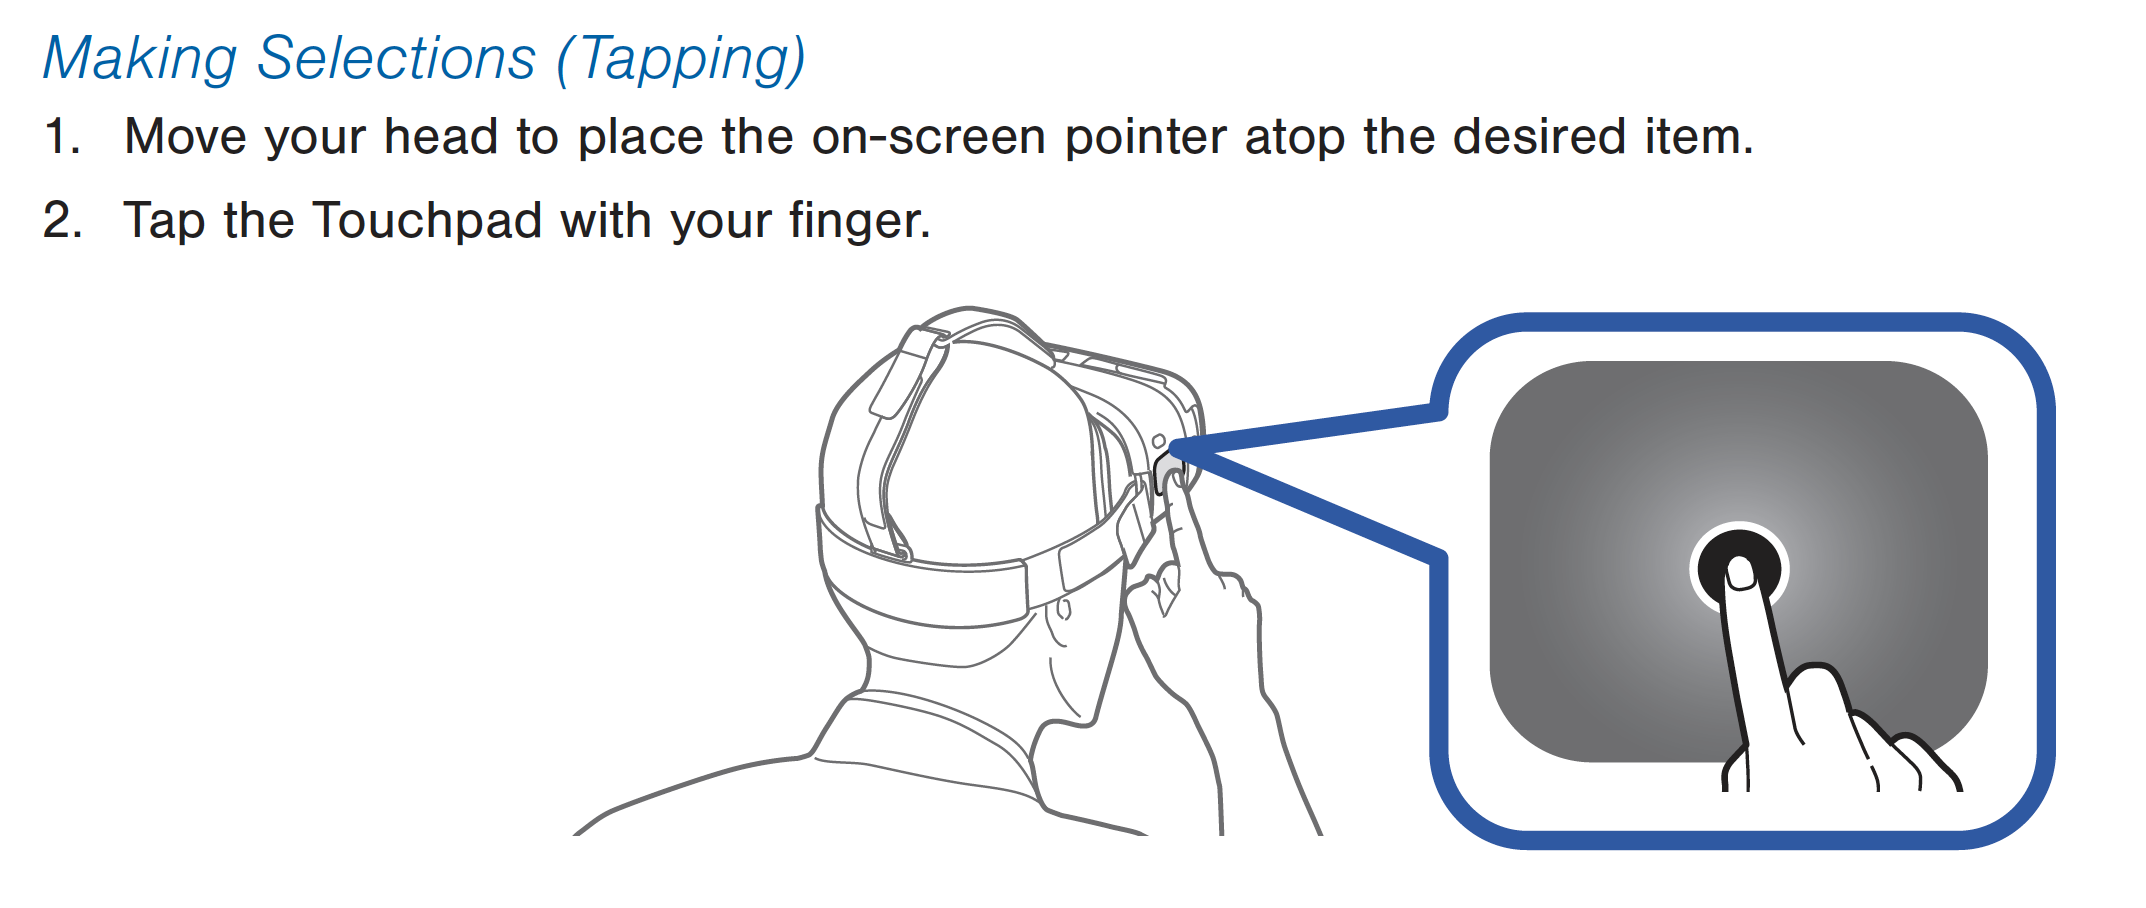 Making Selections (Tapping)
1. Move your head to place the on-screen pointer atop the desired item.
2. Tap the Touchpad with your finger.